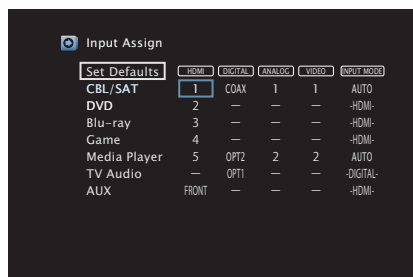 Input Assign
Set Defaults HDMI DIGITAL ANALOG VIDEO INPUT MODE
CBL/SAT 1 COAX 1 1 AUTO
DVD 2 — — — -HDMI-
Blu-ray 3 — — — -HDMI-
Game 4 — — — -HDMI-
Media Player 5 OPT2 2 2 AUTO
TV Audio — OPT1 — — -DIGITAL-
AUX FRONT — — — -HDMI-